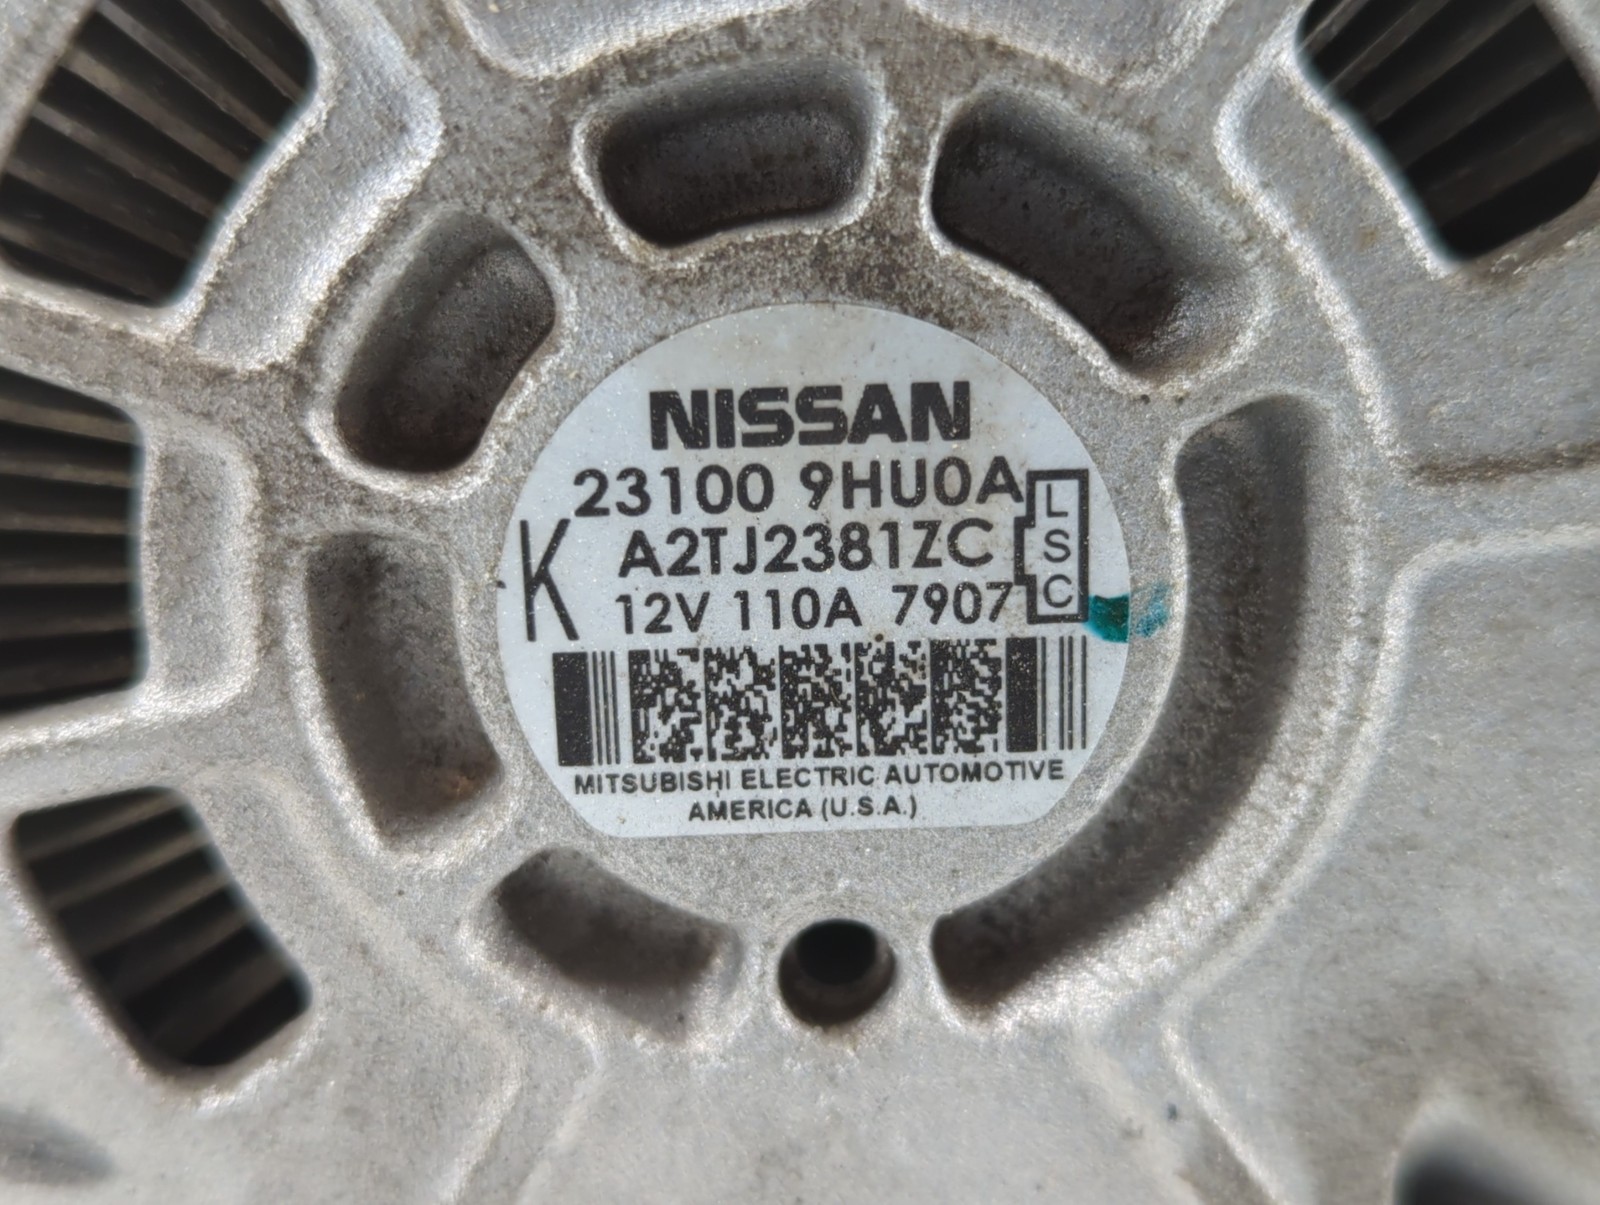 NISSAN
23100 9HU0A
K A2TJ2381ZC
12V 110A 7907
L
S
C
MITSUBISHI ELECTRIC AUTOMOTIVE
AMERICA (U.S.A.)